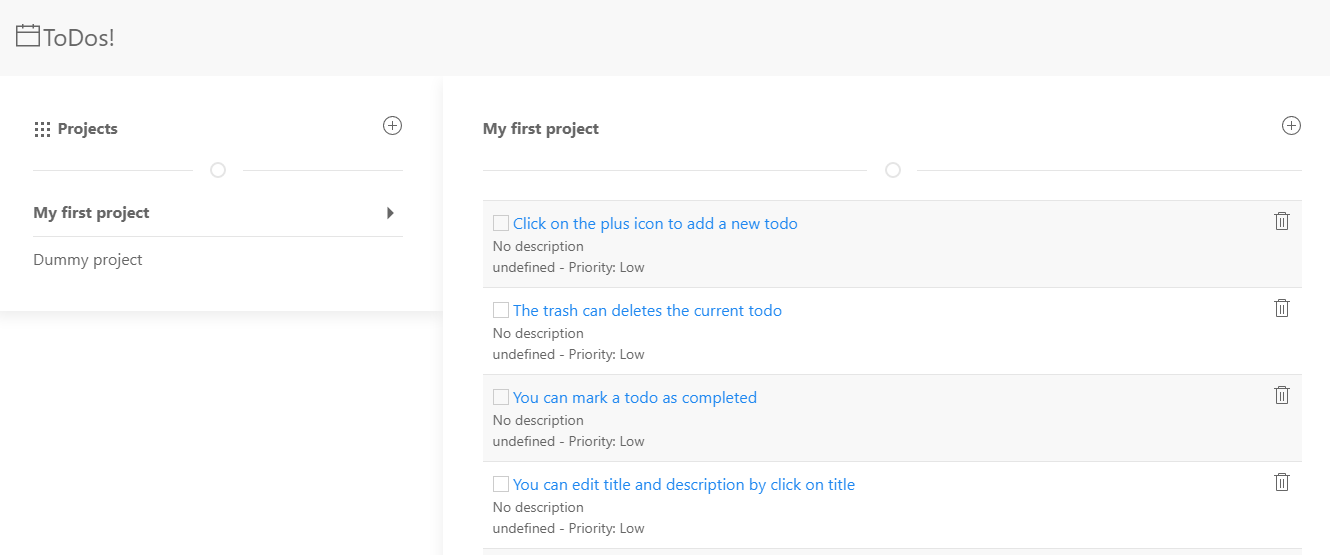 ToDos!
Projects
My first project
Dummy project
My first project
Click on the plus icon to add a new todo
No description
undefined - Priority: Low
The trash can deletes the current todo
No description
undefined - Priority: Low
You can mark a todo as completed
No description
undefined - Priority: Low
You can edit title and description by click on title
No description
undefined - Priority: Low